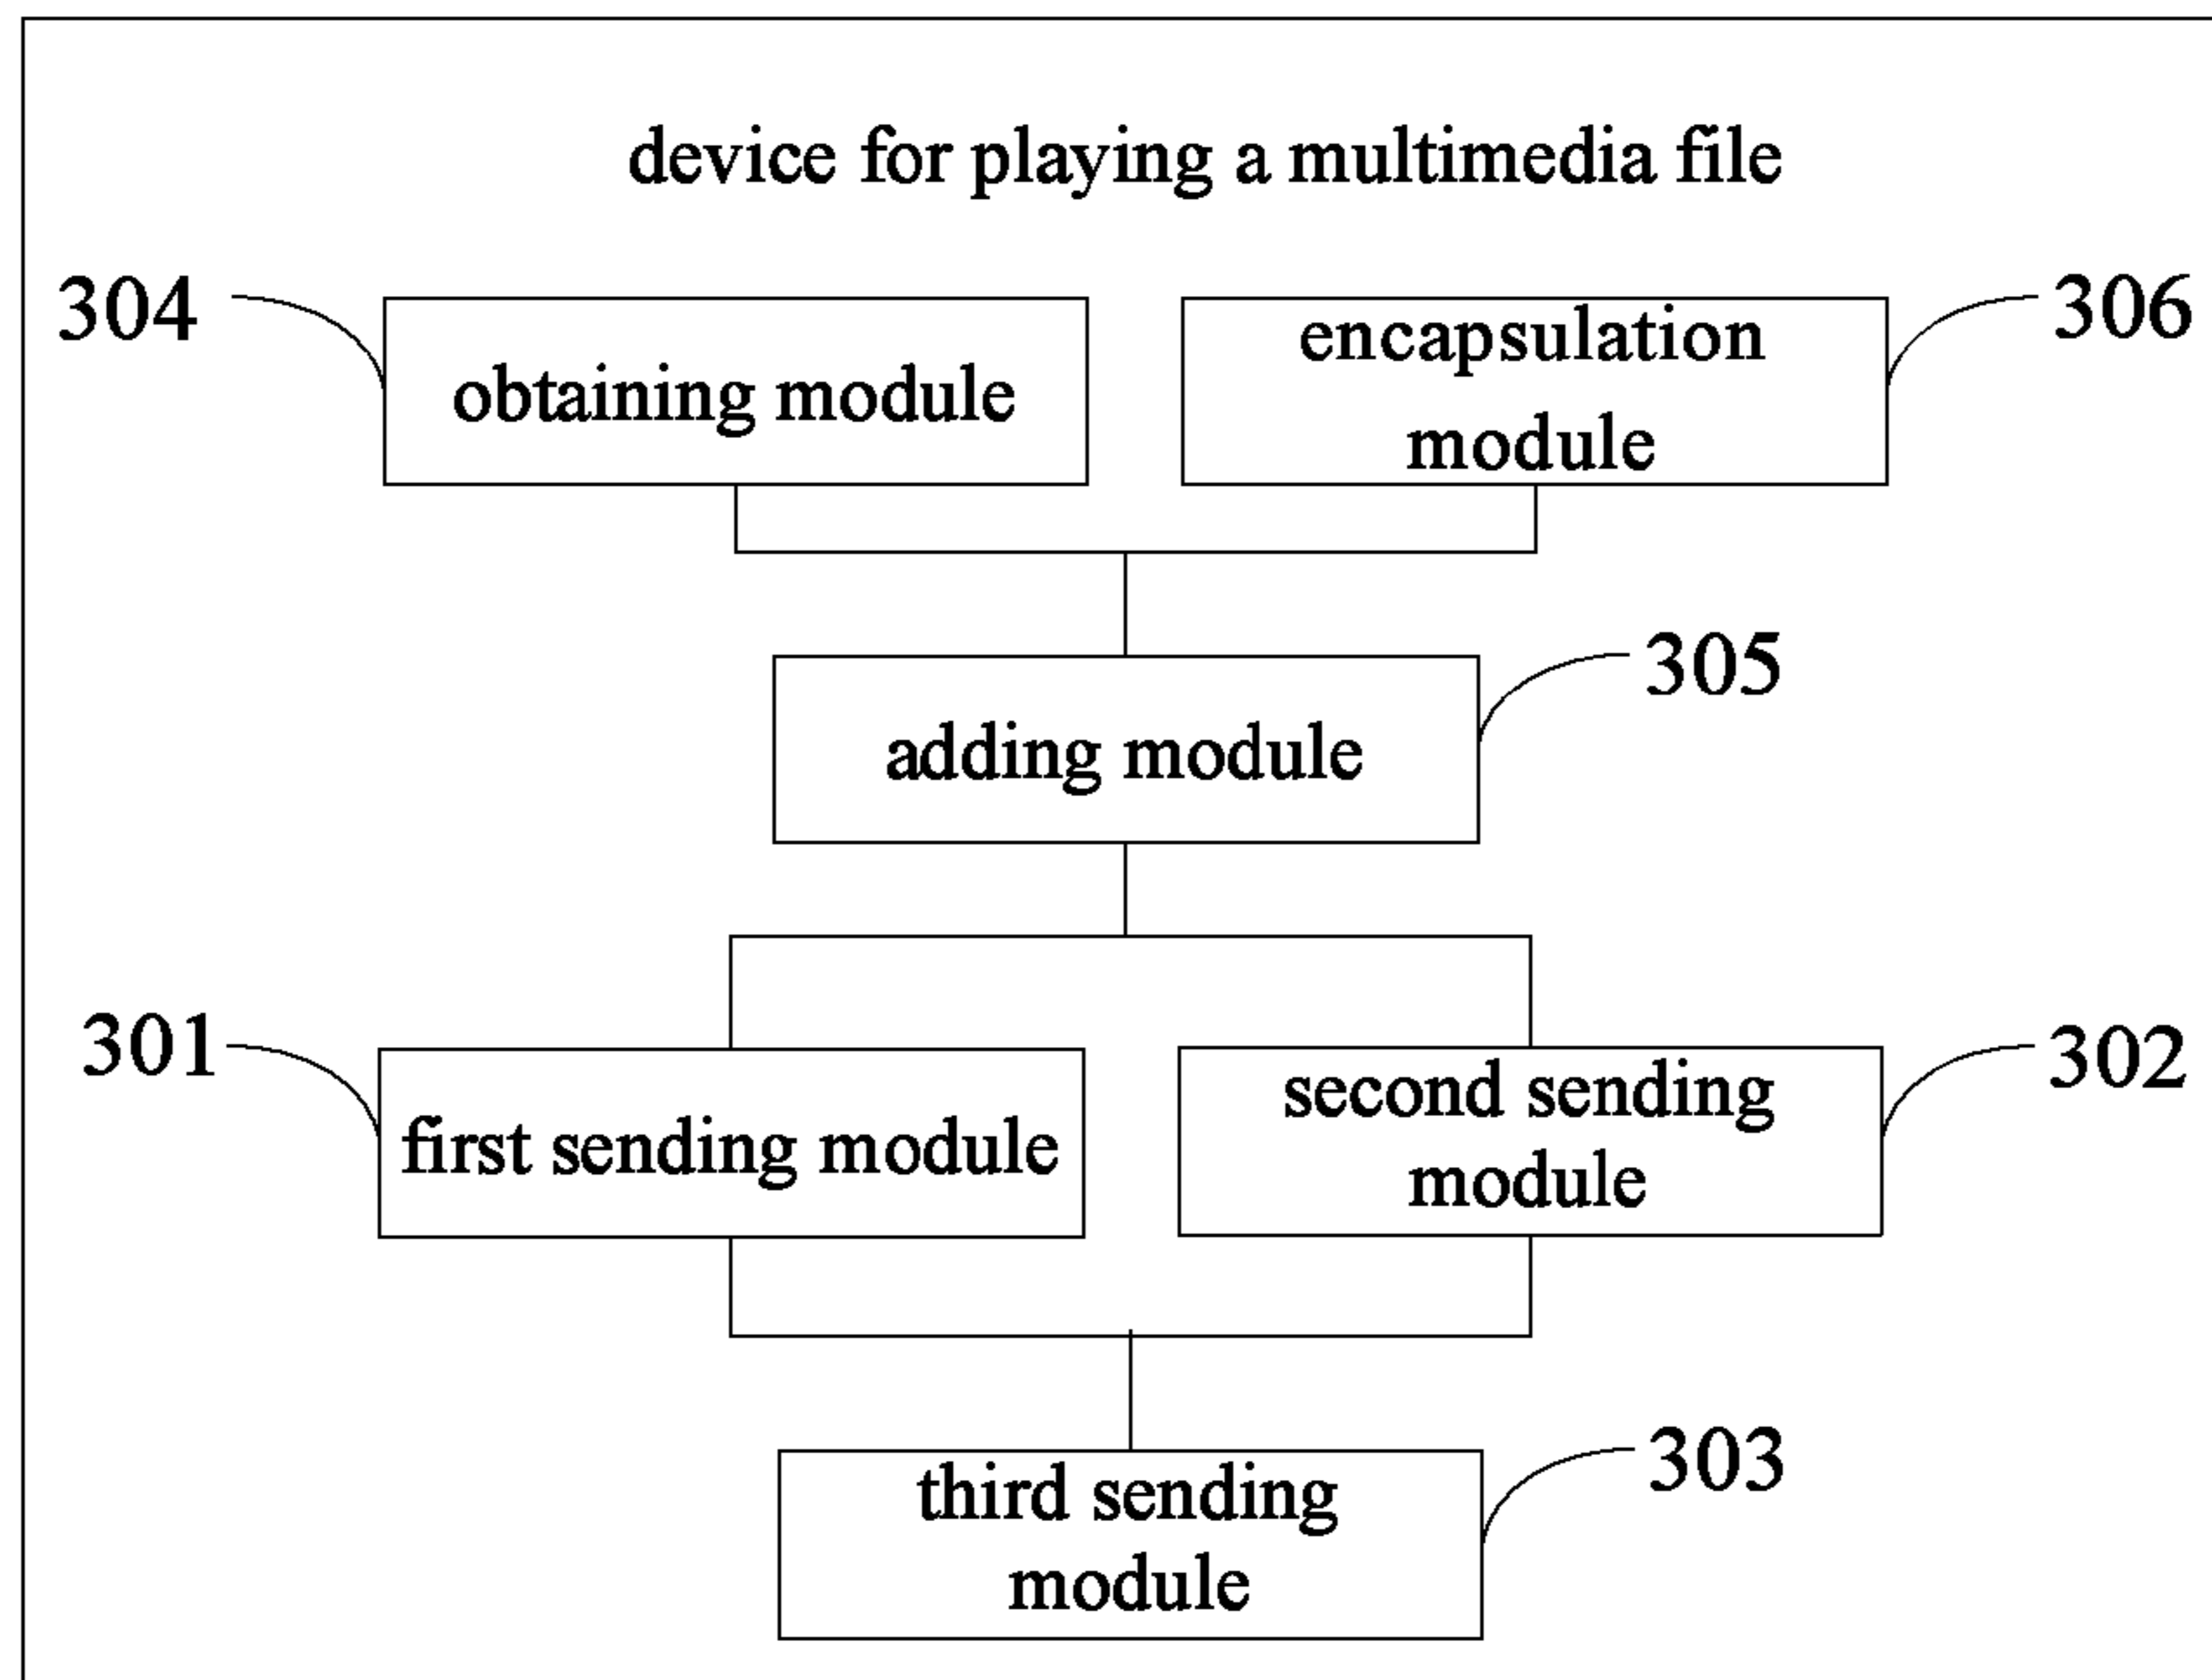 device for playing a multimedia file
304
obtaining module
encapsulation
module
306
adding module
305
301
first sending module
second sending
module
302
third sending
module
303